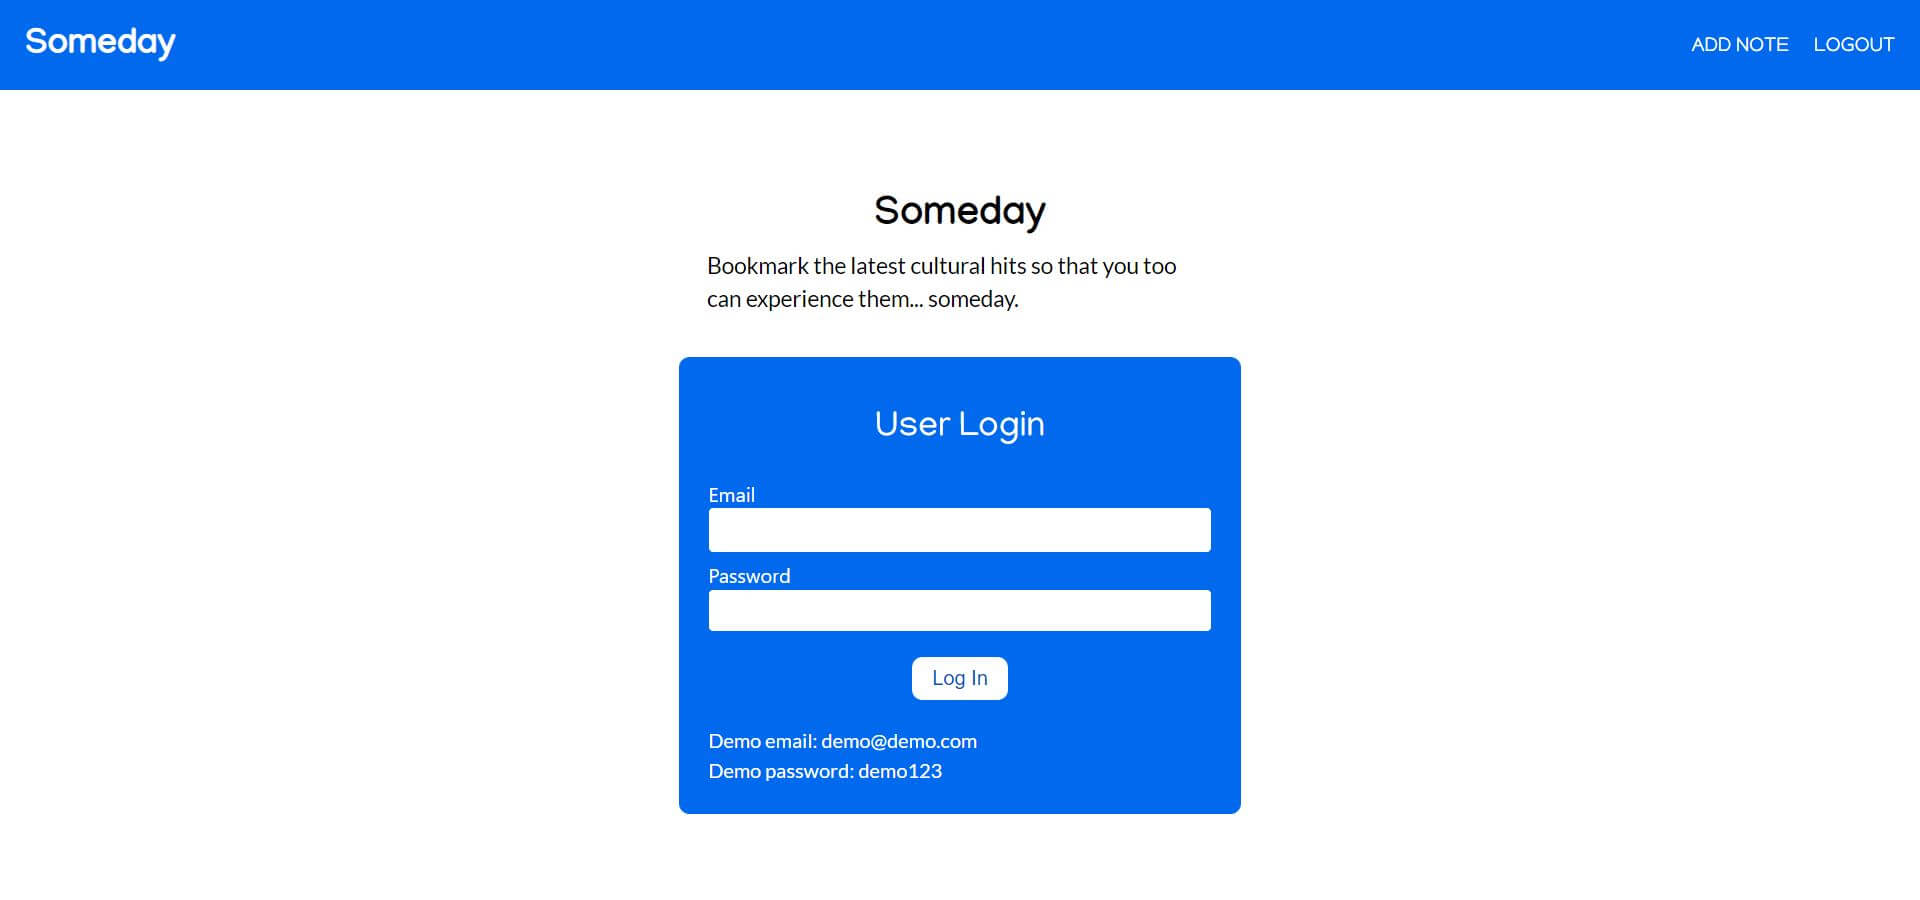 Someday
ADD NOTE LOGOUT
Someday
Bookmark the latest cultural hits so that you too
can experience them... someday.
User Login
Email
Password
Log In
Demo email: demo@demo.com
Demo password: demo123